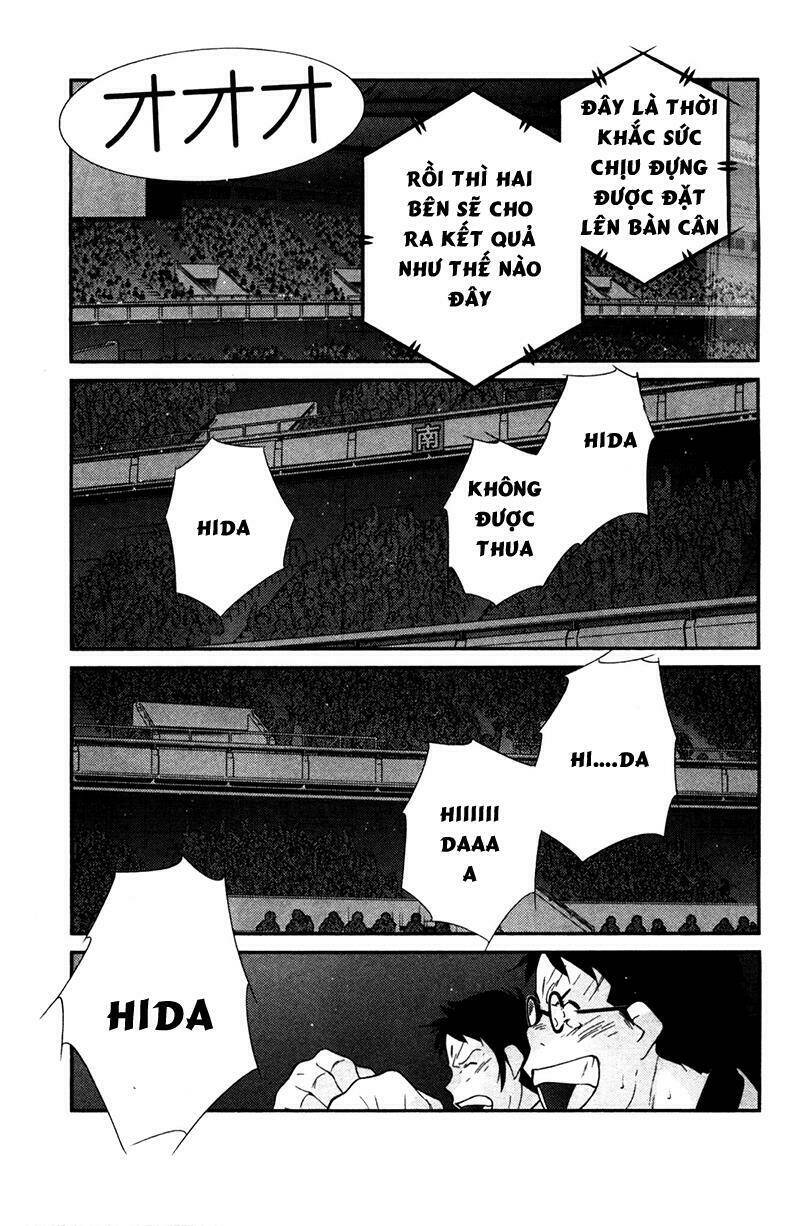 ĐÂY LÀ THỜI
KHẮC SỨC
CHỊU ĐỰNG
ĐƯỢC ĐẶT
LÊN BÀN CÂN
RỒI THÌ HAI
BÊN SẼ CHO
RA KẾT QUẢ
NHƯ THẾ NÀO
ĐÂY
オオオ
HIDA
KHÔNG
ĐƯỢC
THUA
南
HIDA
HI....DA
HIIIIII
DAAA
A
HIDA